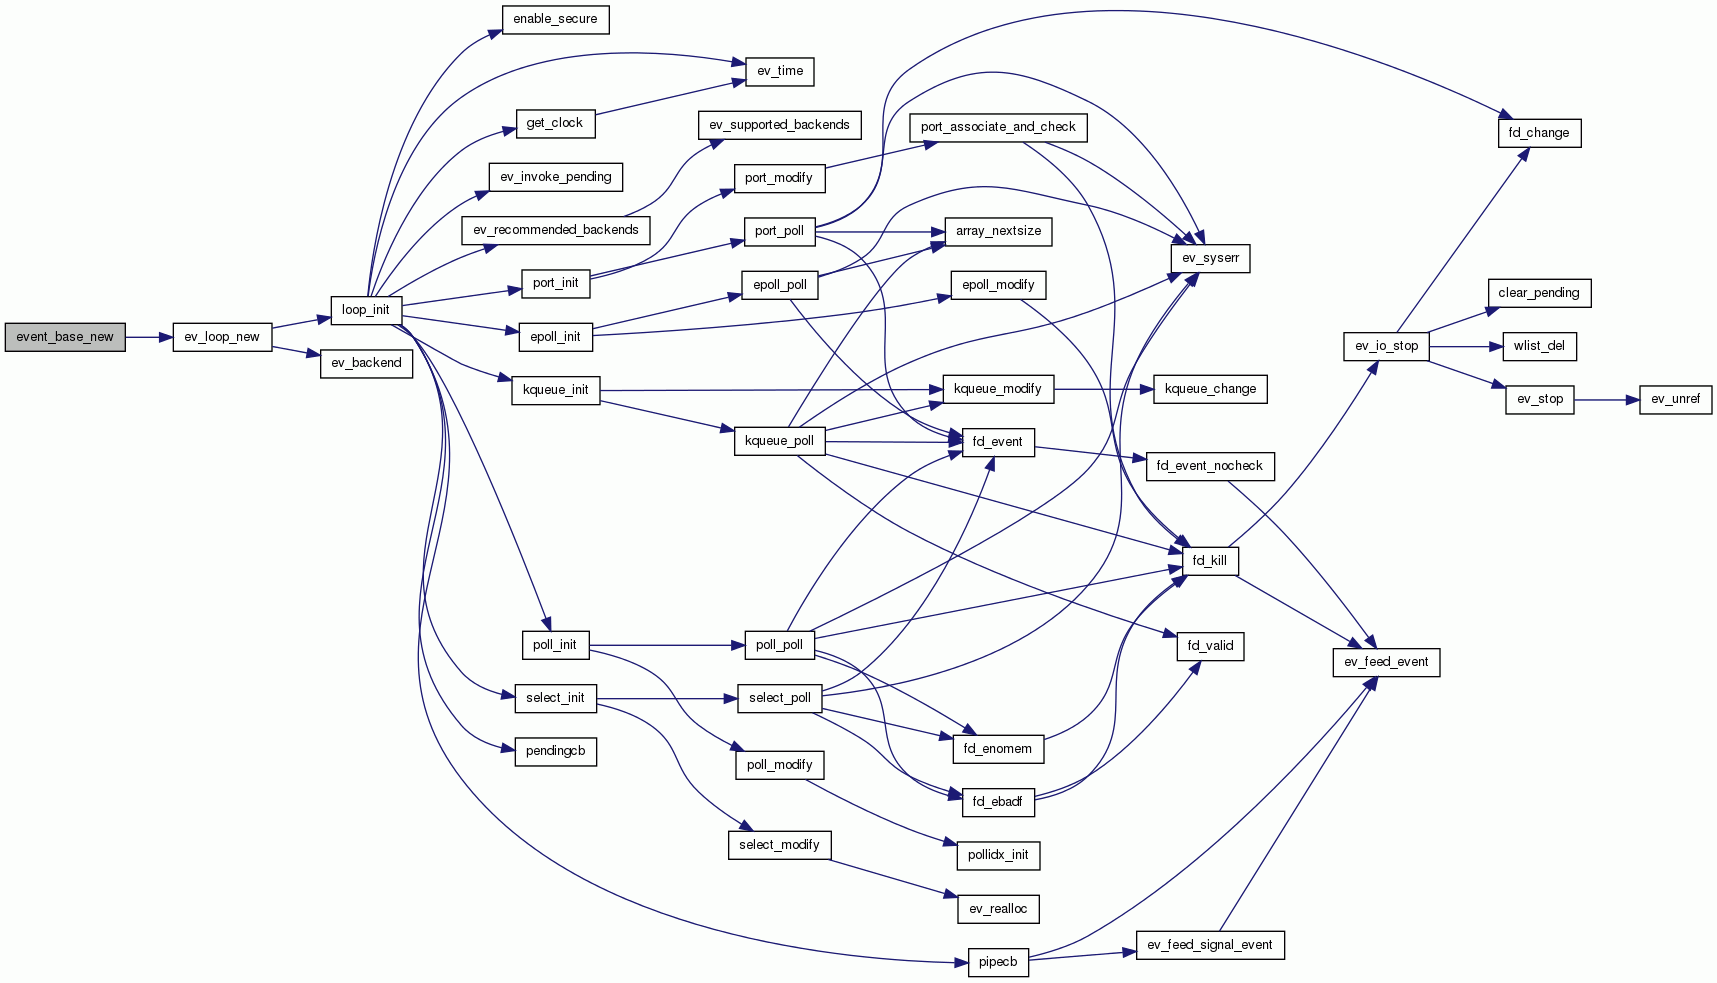 event_base_new
ev_loop_new
loop_init
ev_backend
enable_secure
get_clock
ev_invoke_pending
ev_recommended_backends
port_init
epoll_init
kqueue_init
poll_init
select_init
pendingcb
ev_time
ev_supported_backends
port_modify
port_poll
epoll_poll
kqueue_poll
poll_poll
select_poll
poll_modify
select_modify
port_associate_and_check
array_nextsize
epoll_modify
kqueue_modify
fd_event
fd_enomem
fd_ebadf
pollidx_init
ev_realloc
pipecb
ev_syserr
kqueue_change
fd_event_nocheck
fd_kill
fd_valid
ev_feed_signal_event
ev_io_stop
ev_feed_event
fd_change
clear_pending
wlist_del
ev_stop
ev_unref